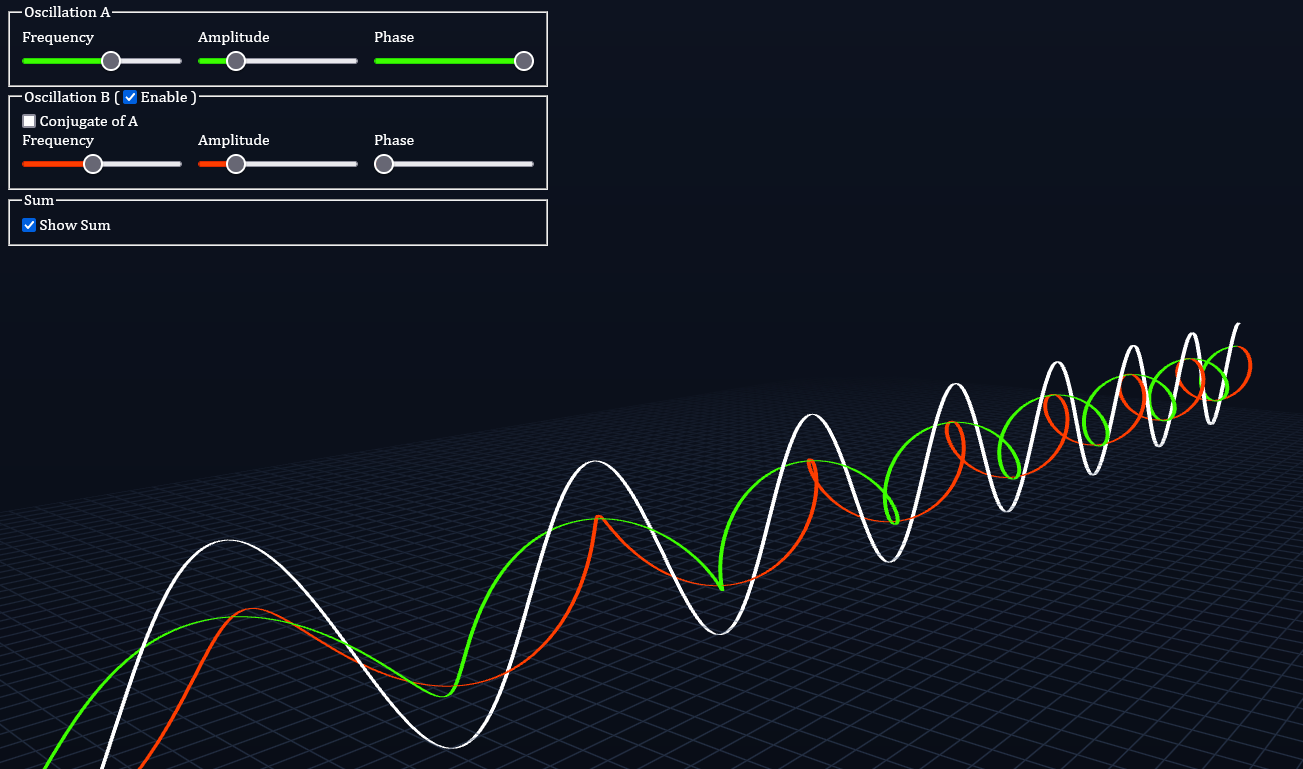 Oscillation A
Frequency Amplitude Phase
Oscillation B ( Enable )
Conjugate of A
Frequency Amplitude Phase
Sum
Show Sum